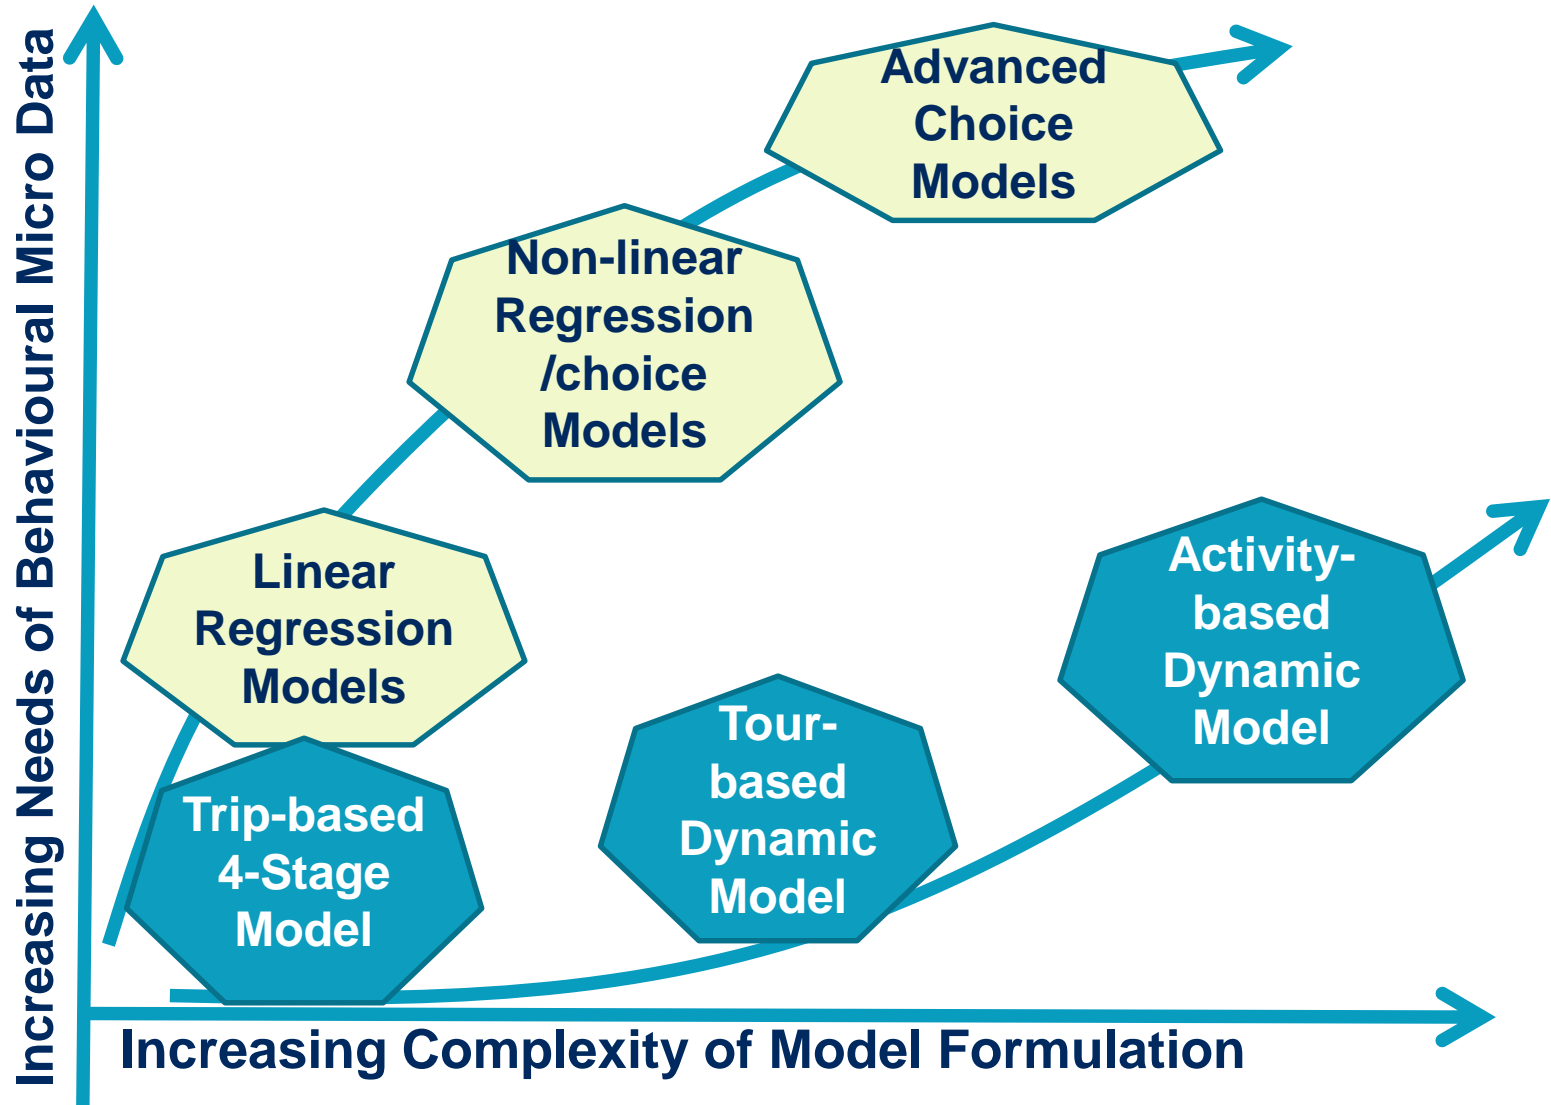 Increasing Needs of Behavioural Micro Data
Advanced
Choice
Models
Non-linear
Regression
/choice
Models
Linear
Regression
Models
Trip-based
4-Stage
Model
Tour-
based
Dynamic
Model
Activity-
based
Dynamic
Model
Increasing Complexity of Model Formulation